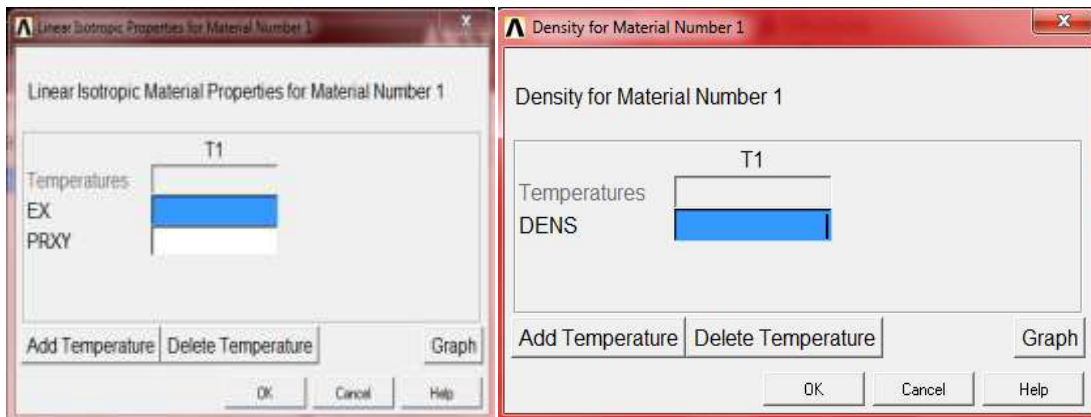 Linear Isotropic Properties for Material Number 1
Linear Isotropic Material Properties for Material Number 1
T1
Temperatures
EX
PRXY
Add Temperature Delete Temperature Graph
OK Cancel Help
Density for Material Number 1
Density for Material Number 1
T1
Temperatures
DENS
Add Temperature Delete Temperature Graph
OK Cancel Help